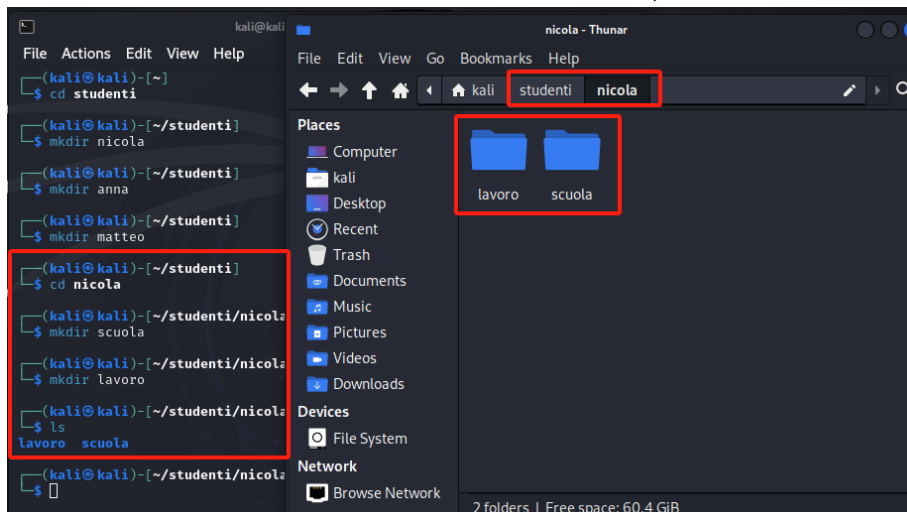 kali@kali
File Actions Edit View Help
(kali㉿kali)-[~]
$ cd studenti
(kali㉿kali)-[~/studenti]
$ mkdir nicola
(kali㉿kali)-[~/studenti]
$ mkdir anna
(kali㉿kali)-[~/studenti]
$ mkdir matteo
(kali㉿kali)-[~/studenti]
$ cd nicola
(kali㉿kali)-[~/studenti/nicola
$ mkdir scuola
(kali㉿kali)-[~/studenti/nicola
$ mkdir lavoro
(kali㉿kali)-[~/studenti/nicola
$ ls
lavoro scuola
(kali㉿kali)-[~/studenti/nicola
$
nicola - Thunar
File Edit View Go Bookmarks Help
kali studenti nicola
Places
Computer
kali
Desktop
Recent
Trash
Documents
Music
Pictures
Videos
Downloads
Devices
File System
Network
Browse Network
lavoro scuola
2 folders | Free space: 60.4 GiB